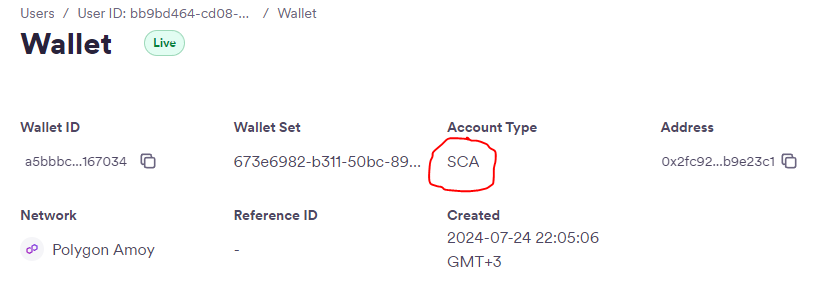 Users / User ID: bb9bd464-cd08-... / Wallet
Wallet Live
Wallet ID Wallet Set Account Type Address
a5bbbc...167034 673e6982-b311-50bc-89... SCA 0x2fc92...b9e23c1
Network Reference ID Created
Polygon Amoy - 2024-07-24 22:05:06
GMT+3